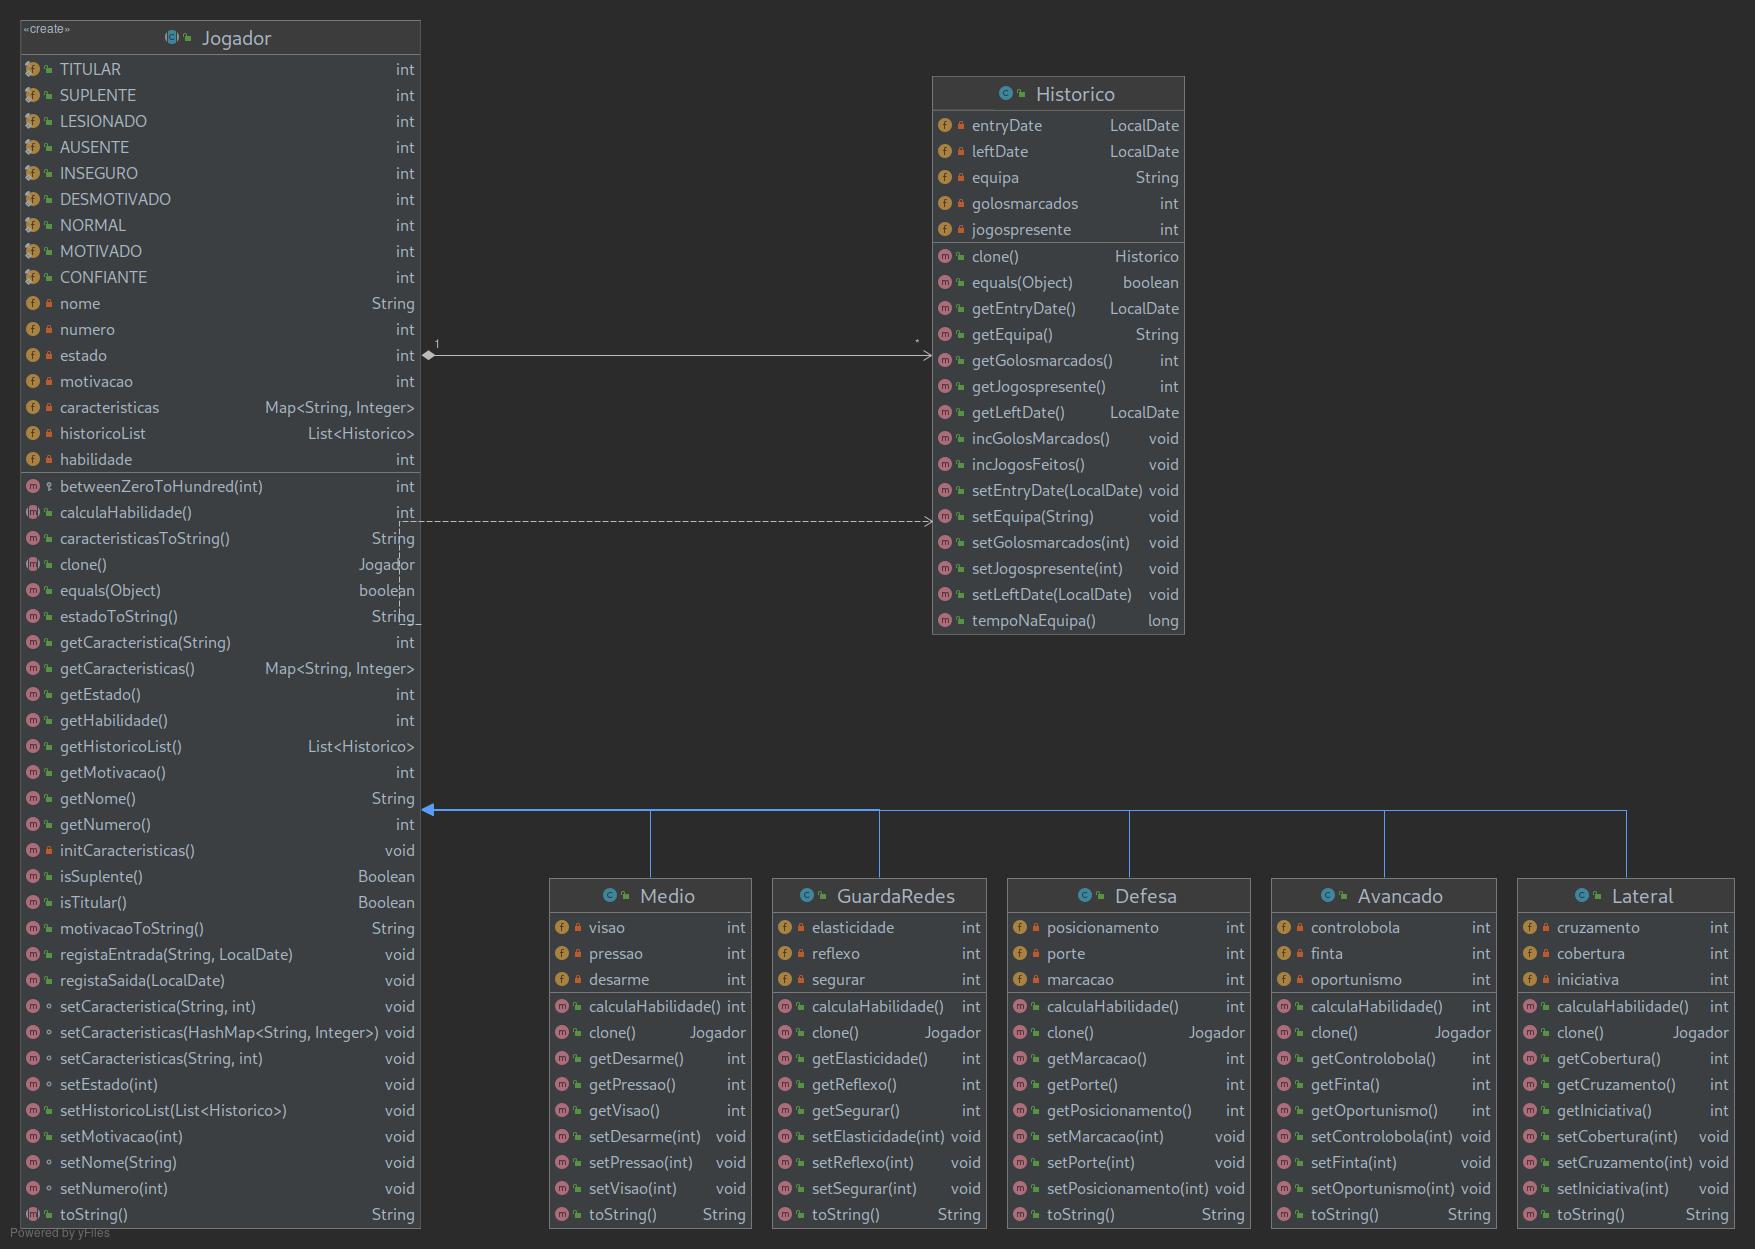 «create»
Jogador
TITULAR int
SUPLENTE int
LESIONADO int
AUSENTE int
INSEGURO int
DESMOTIVADO int
NORMAL int
MOTIVADO int
CONFIANTE int
nome String
numero int
estado int
motivacao int
caracteristicas Map<String, Integer>
historicoList List<Historico>
habilidade int
betweenZeroToHundred(int) int
calculaHabilidade() int
caracteristicasToString() String
clone() Jogador
equals(Object) boolean
estadoToString() String
getCaracteristica(String) int
getCaracteristicas() Map<String, Integer>
getEstado() int
getHabilidade() int
getHistoricoList() List<Historico>
getMotivacao() int
getNome() String
getNumero() int
initCaracteristicas() void
isSuplente() Boolean
isTitular() Boolean
motivacaoToString() String
registaEntrada(String, LocalDate) void
registaSaida(LocalDate) void
setCaracteristica(String, int) void
setCaracteristicas(HashMap<String, Integer>) void
setCaracteristicas(String, int) void
setEstado(int) void
setHistoricoList(List<Historico>) void
setMotivacao(int) void
setNome(String) void
setNumero(int) void
toString() String
1 *
Historico
entryDate LocalDate
leftDate LocalDate
equipa String
golosmarcados int
jogospresente int
clone() Historico
equals(Object) boolean
getEntryDate() LocalDate
getEquipa() String
getGolosmarcados() int
getJogospresente() int
getLeftDate() LocalDate
incGolosMarcados() void
incJogosFeitos() void
setEntryDate(LocalDate) void
setEquipa(String) void
setGolosmarcados(int) void
setJogospresente(int) void
setLeftDate(LocalDate) void
tempoNaEquipa() long
Medio
visao int
pressao int
desarme int
calculaHabilidade() int
clone() Jogador
getDesarme() int
getPressao() int
getVisao() int
setDesarme(int) void
setPressao(int) void
setVisao(int) void
toString() String
GuardaRedes
elasticidade int
reflexo int
segurar int
calculaHabilidade() int
clone() Jogador
getElasticidade() int
getReflexo() int
getSegurar() int
setElasticidade(int) void
setReflexo(int) void
setSegurar(int) void
toString() String
Defesa
posicionamento int
porte int
marcacao int
calculaHabilidade() int
clone() Jogador
getMarcacao() int
getPorte() int
getPosicionamento() int
setMarcacao(int) void
setPorte(int) void
setPosicionamento(int) void
toString() String
Avancado
controlobola int
finta int
oportunismo int
calculaHabilidade() int
clone() Jogador
getControlobola() int
getFinta() int
getOportunismo() int
setControlobola(int) void
setFinta(int) void
setOportunismo(int) void
toString() String
Lateral
cruzamento int
cobertura int
iniciativa int
calculaHabilidade() int
clone() Jogador
getCobertura() int
getCruzamento() int
getIniciativa() int
setCobertura(int) void
setCruzamento(int) void
setIniciativa(int) void
toString() String
Powered by yFiles